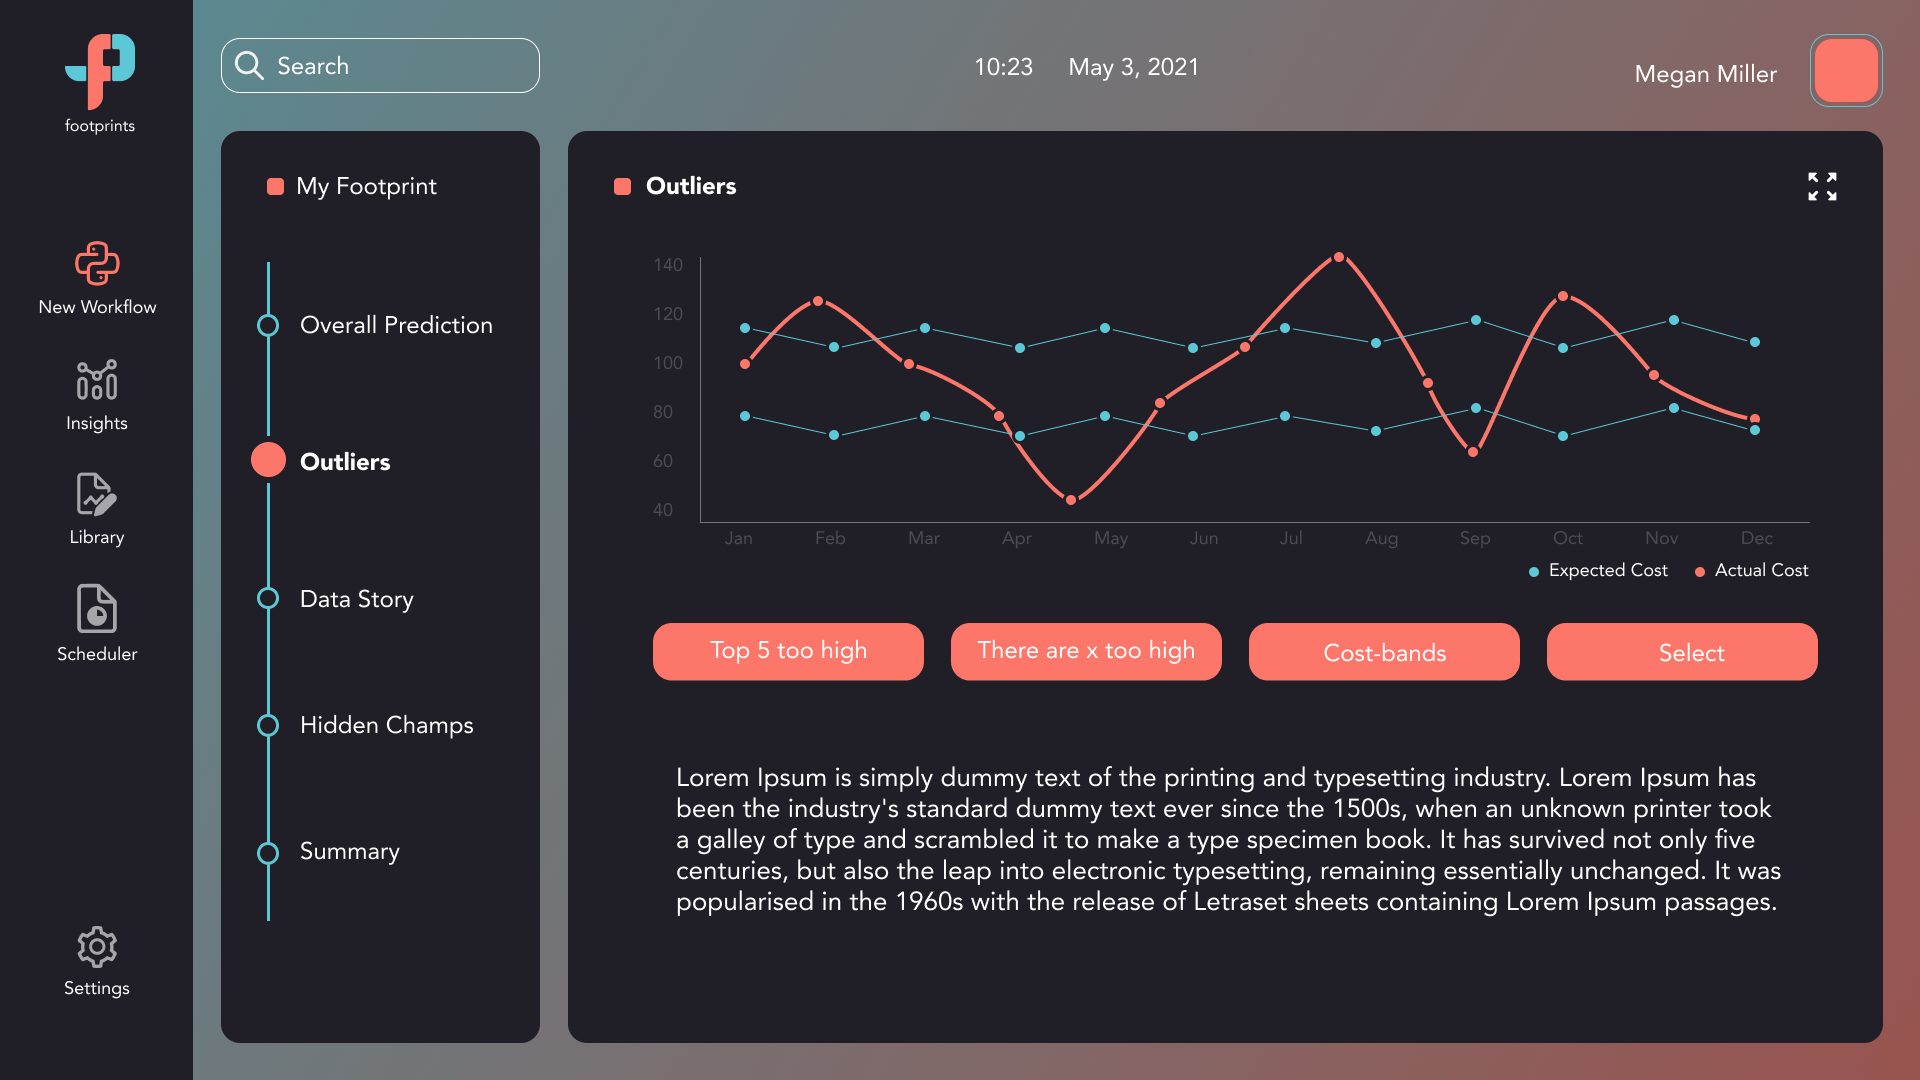 footprints
Search
10:23 May 3, 2021
Megan Miller
New Workflow
Insights
Library
Scheduler
Settings
My Footprint
Overall Prediction
Outliers
Data Story
Hidden Champs
Summary
Outliers
140
120
100
80
60
40
Jan Feb Mar Apr May Jun Jul Aug Sep Oct Nov Dec
Expected Cost Actual Cost
Top 5 too high
There are x too high
Cost-bands
Select
Lorem Ipsum is simply dummy text of the printing and typesetting industry. Lorem Ipsum has
been the industry's standard dummy text ever since the 1500s, when an unknown printer took
a galley of type and scrambled it to make a type specimen book. It has survived not only five
centuries, but also the leap into electronic typesetting, remaining essentially unchanged. It was
popularised in the 1960s with the release of Letraset sheets containing Lorem Ipsum passages.